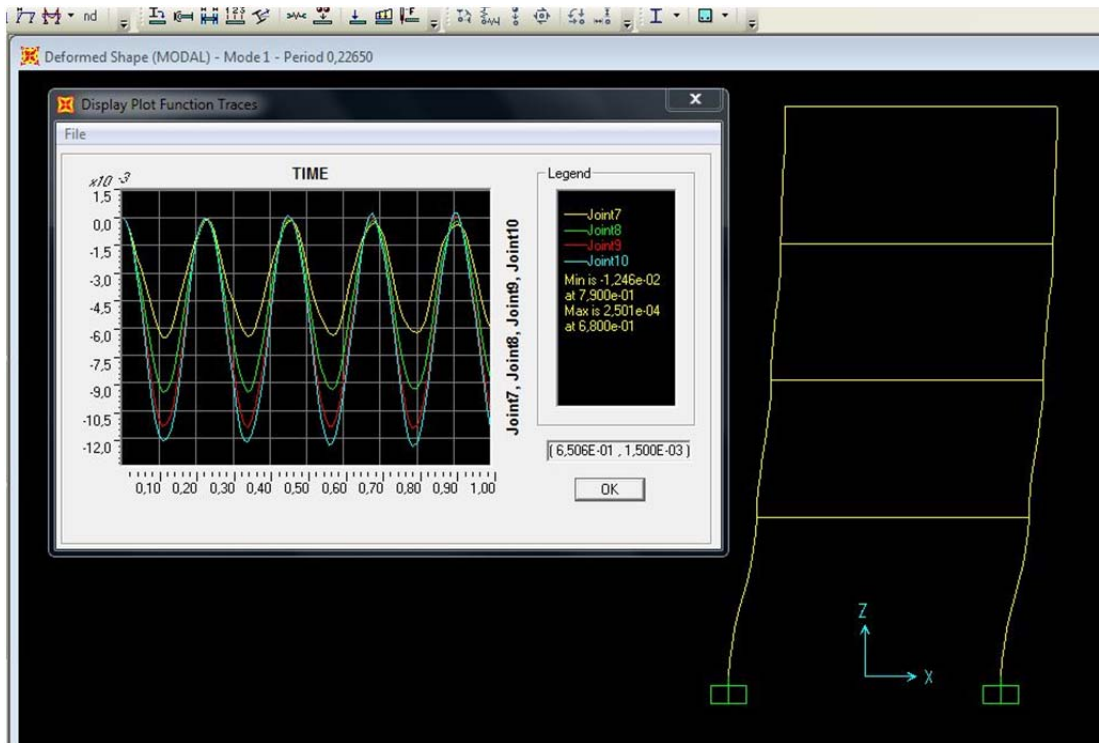 nd
Deformed Shape (MODAL) - Mode 1 - Period 0,22650
Display Plot Function Traces
File
TIME
x10 -3
1,5
0,0
-1,5
-3,0
-4,5
-6,0
-7,5
-9,0
-10,5
-12,0
0,10 0,20 0,30 0,40 0,50 0,60 0,70 0,80 0,90 1,00
Joint7, Joint8, Joint9, Joint10
Legend
Joint7
Joint8
Joint9
Joint10
Min is -1,246e-02
at 7,900e-01
Max is 2,501e-04
at 6,800e-01
( 6,506E-01 , 1,500E-03 )
OK
Z
X